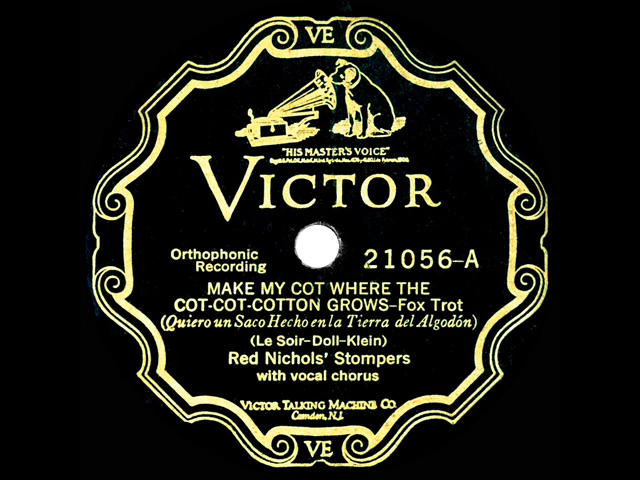 VE
"HIS MASTER'S VOICE"
VICTOR
Orthophonic
Recording
21056-A
MAKE MY COT WHERE THE
COT-COT-COTTON GROWS-Fox Trot
(Quiero un Saco Hecho en la Tierra del Algodón)
(Le Soir-Doll-Klein)
Red Nichols' Stompers
with vocal chorus
VICTOR TALKING MACHINE CO.
Camden, N.J.
VE